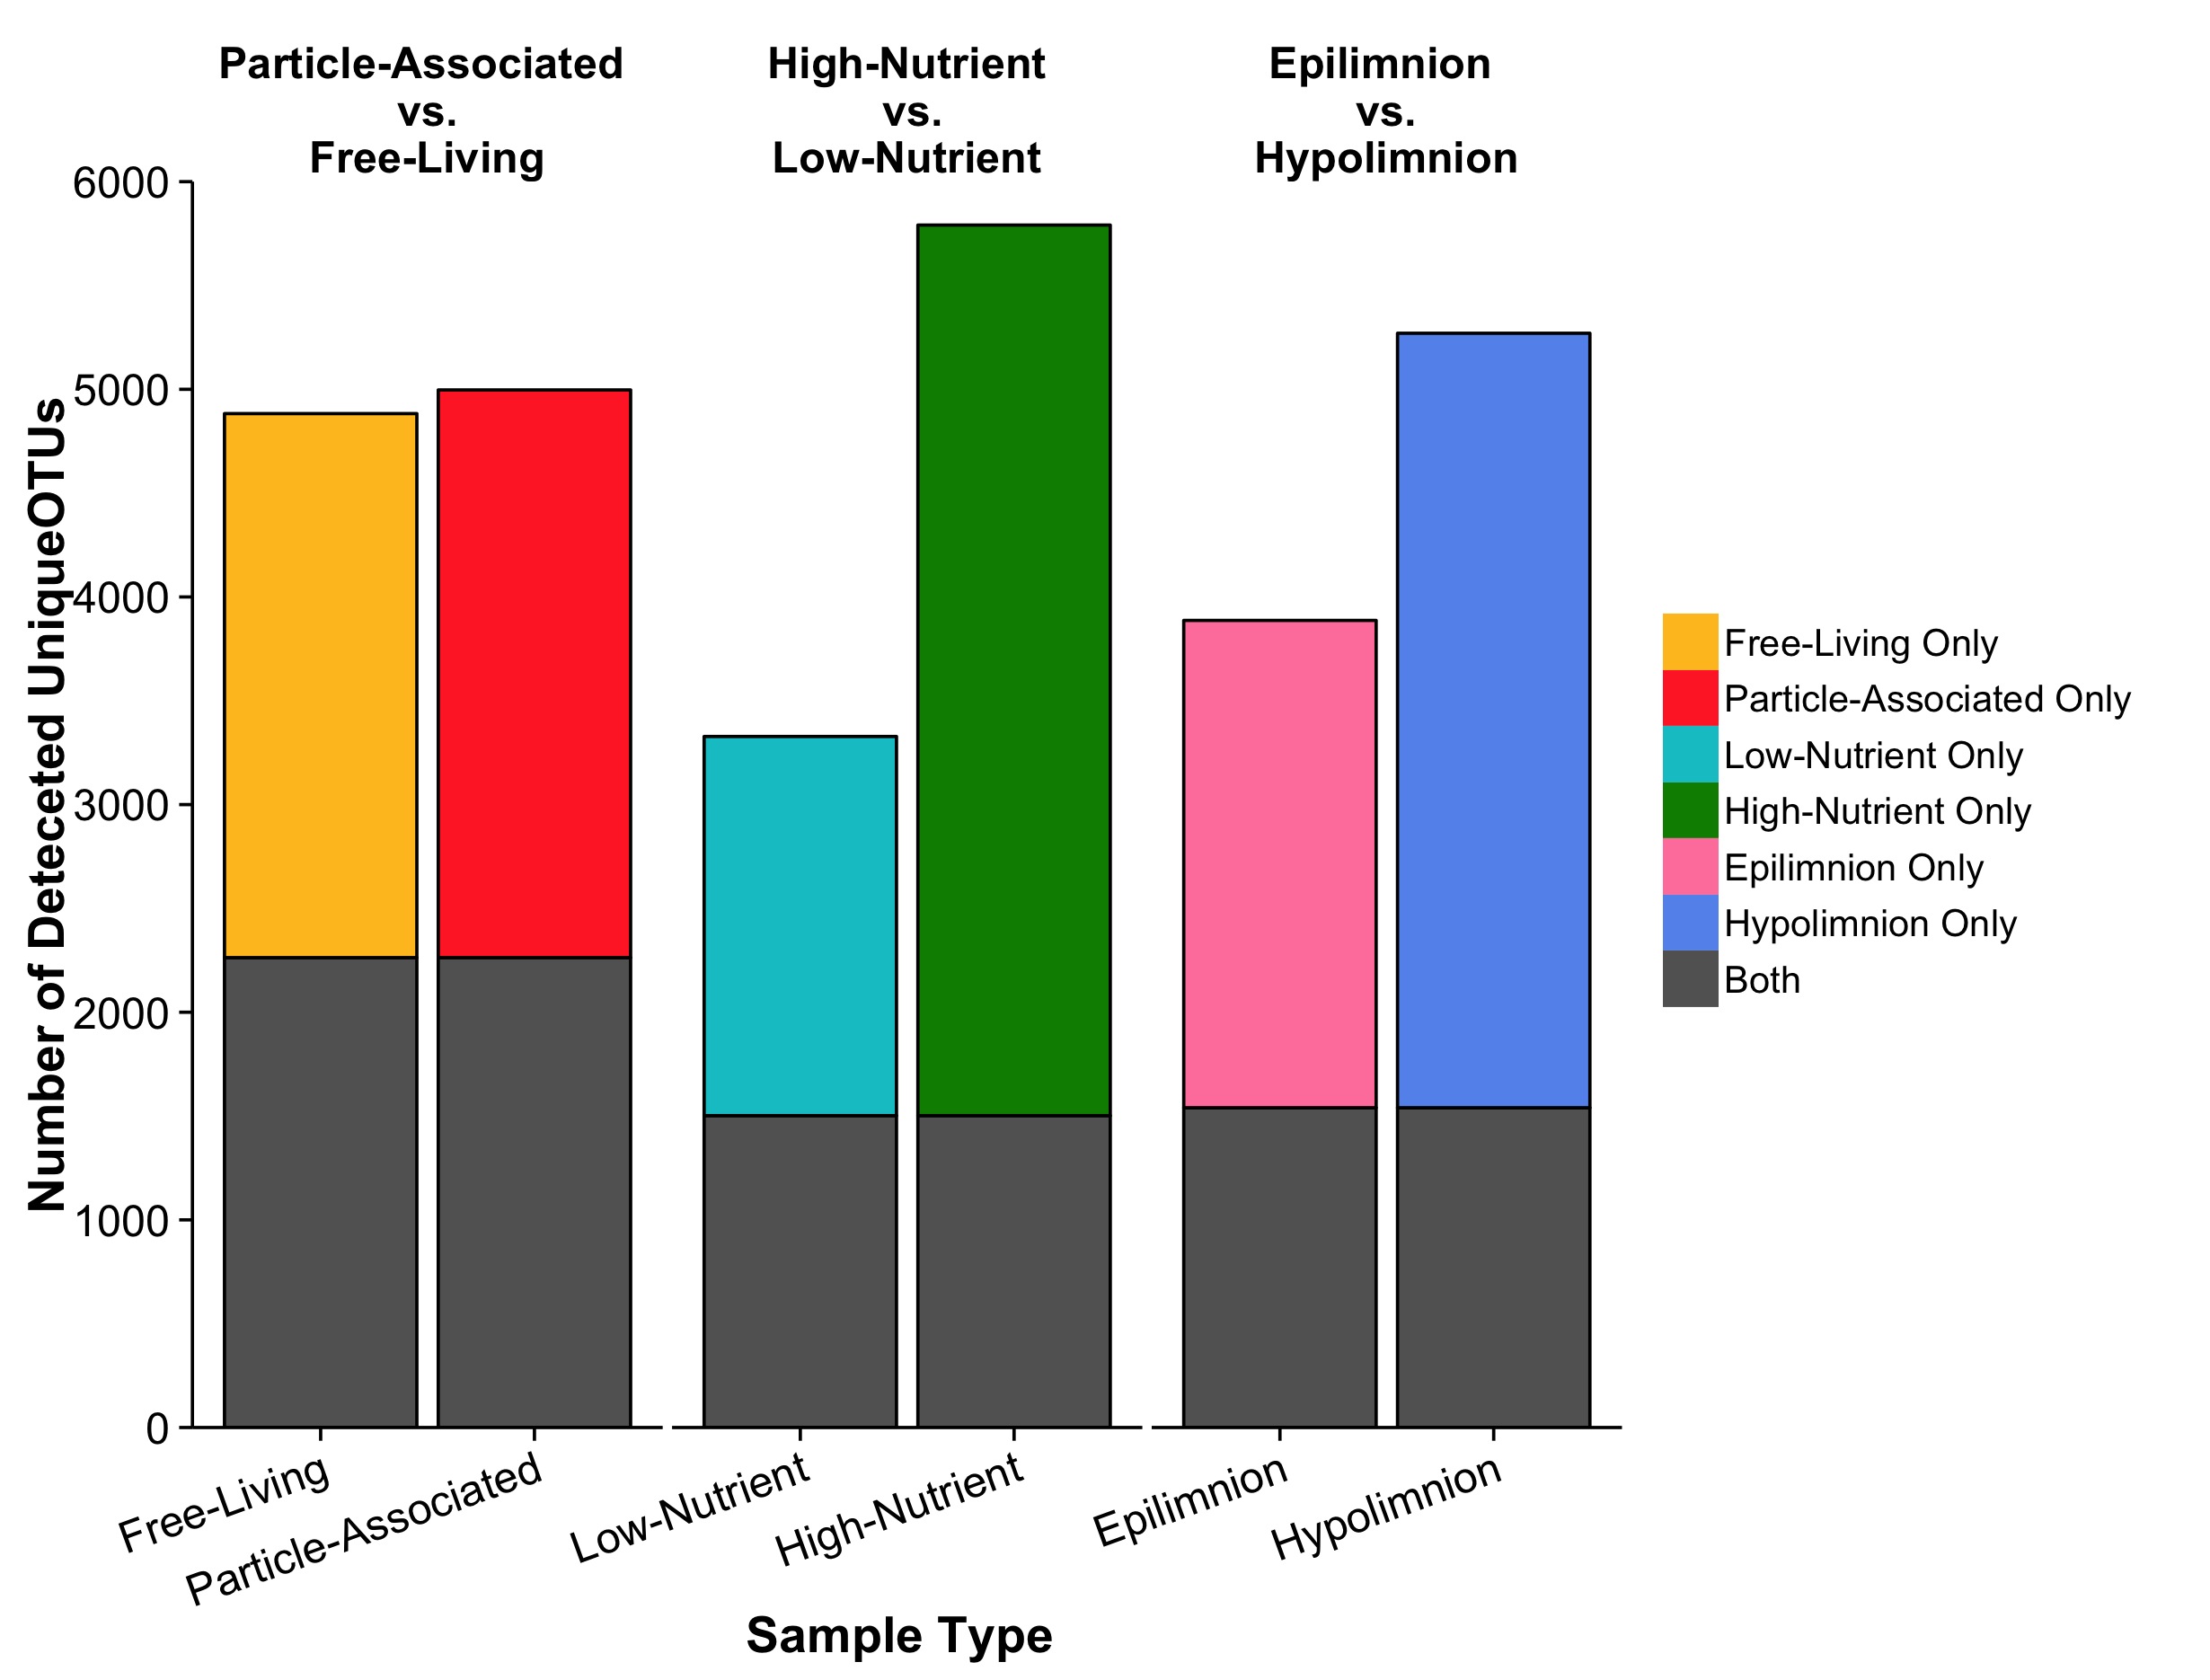 Particle-Associated
vs.
Free-Living
High-Nutrient
vs.
Low-Nutrient
Epilimnion
vs.
Hypolimnion
Number of Detected UniqueOTUs
6000
5000
4000
3000
2000
1000
0
Free-Living
Particle-Associated
Low-Nutrient
High-Nutrient
Epilimnion
Hypolimnion
Sample Type
Free-Living Only
Particle-Associated Only
Low-Nutrient Only
High-Nutrient Only
Epilimnion Only
Hypolimnion Only
Both